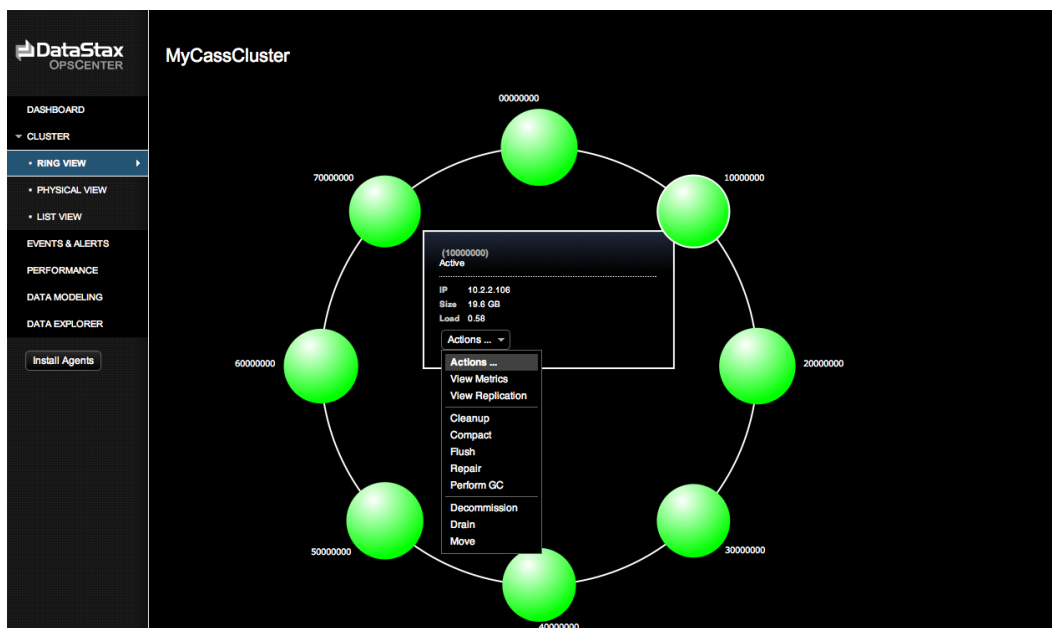 DataStax
OPSCENTER
MyCassCluster
DASHBOARD
CLUSTER
RING VIEW
PHYSICAL VIEW
LIST VIEW
EVENTS & ALERTS
PERFORMANCE
DATA MODELING
DATA EXPLORER
Install Agents
00000000
10000000
20000000
30000000
40000000
50000000
60000000
70000000
(10000000)
Active
IP 10.2.2.106
Size 19.6 GB
Load 0.58
Actions ...
Actions ...
View Metrics
View Replication
Cleanup
Compact
Flush
Repair
Perform GC
Decommission
Drain
Move